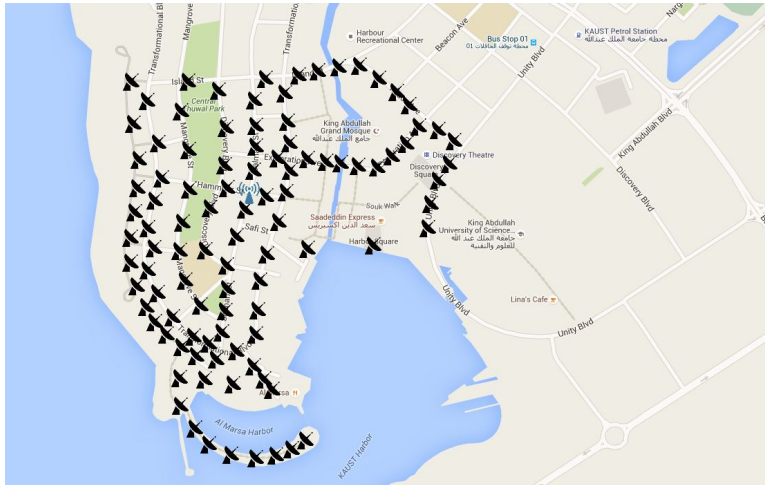 Transformational Bl
Mangrove
Transformationa
Harbour
Recreational Center
Beacon Ave
Bus Stop 01
محطة توقف الحافلات 01
KAUST Petrol Station
محطة جامعة الملك عبدالله
Unity Blvd
Island St
Central
Thuwal Park
King Abdullah
Grand Mosque
جامع الملك عبدالله
King Abdullah Blvd
Discovery Theatre
Discovery
Square
Discovery Blvd
Souk Walk
Saadeddin Express
سعد الدين اكسبريس
Safi St
Harbor Square
King Abdullah
University of Science...
جامعة الملك عبد الله
للعلوم والتقنية
Unity Blvd
Lina's Cafe
Unity Blvd
Al Marsa Harbor
KAUST Harbor